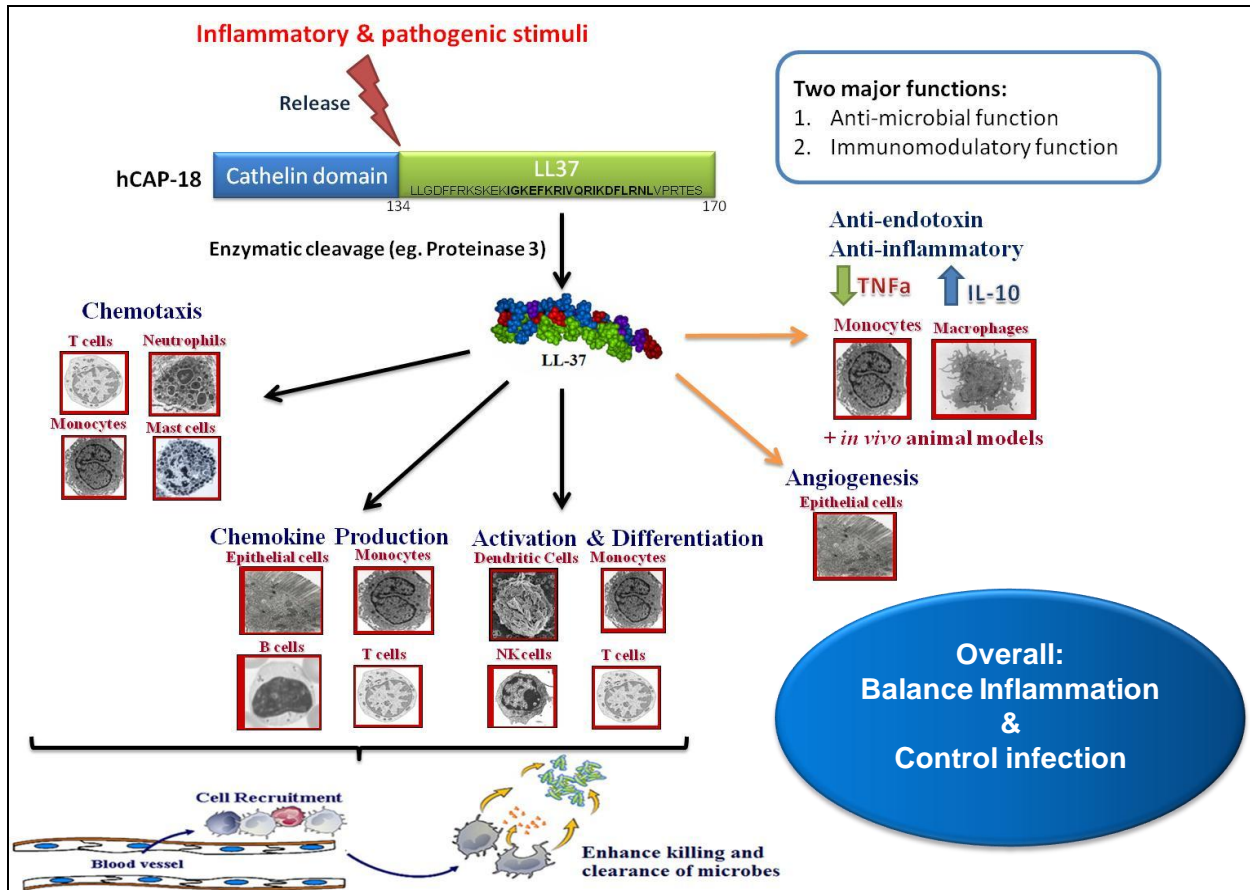 Inflammatory & pathogenic stimuli
Release
hCAP-18
Cathelin domain
LL37
LLGDFFRKSKEKIGKEFKRIVQRIKDFLRNLVPRTES
134
170
Enzymatic cleavage (eg. Proteinase 3)
LL-37
Two major functions:
1. Anti-microbial function
2. Immunomodulatory function
Anti-endotoxin
Anti-inflammatory
TNFa
IL-10
Monocytes
Macrophages
+ in vivo animal models
Angiogenesis
Epithelial cells
Chemotaxis
T cells
Neutrophils
Monocytes
Mast cells
Chemokine Production
Epithelial cells
Monocytes
B cells
T cells
Activation & Differentiation
Dendritic Cells
Monocytes
NK cells
T cells
Overall:
Balance Inflammation
&
Control infection
Cell Recruitment
Blood vessel
Enhance killing and
clearance of microbes